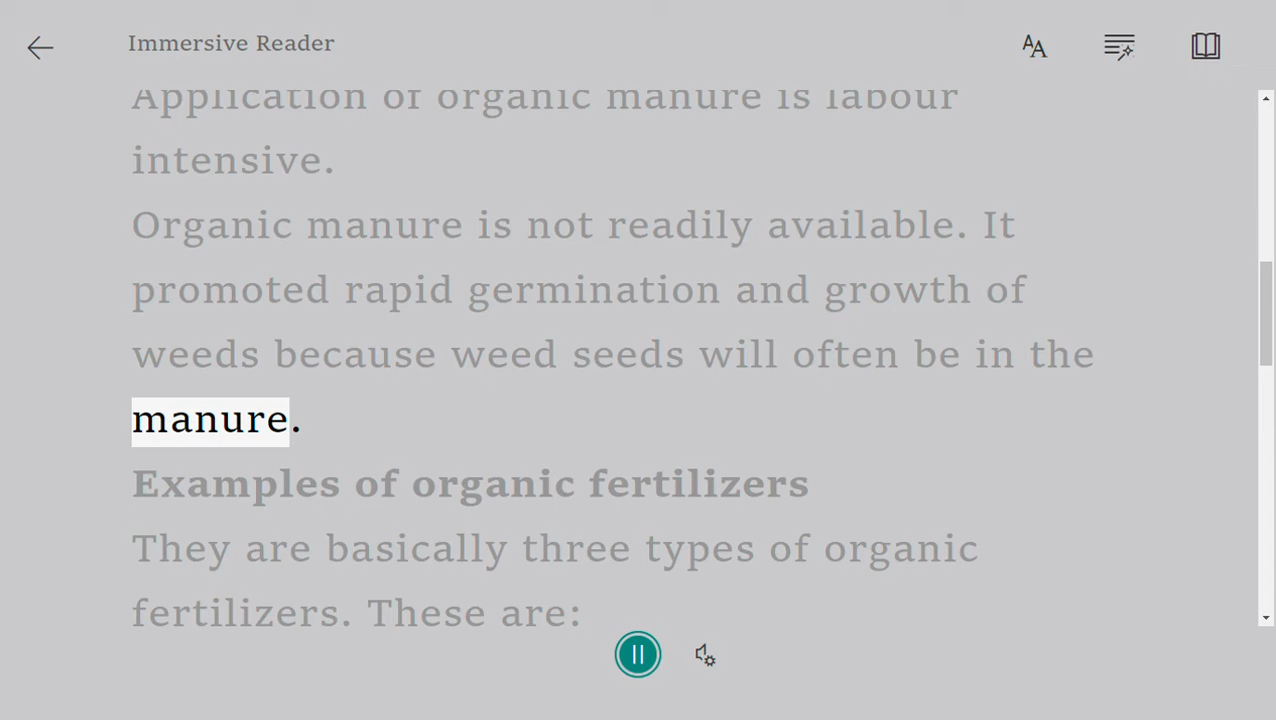 Immersive Reader
Application of organic manure is labour
intensive.
Organic manure is not readily available. It
promoted rapid germination and growth of
weeds because weed seeds will often be in the
manure.
Examples of organic fertilizers
They are basically three types of organic
fertilizers. These are: